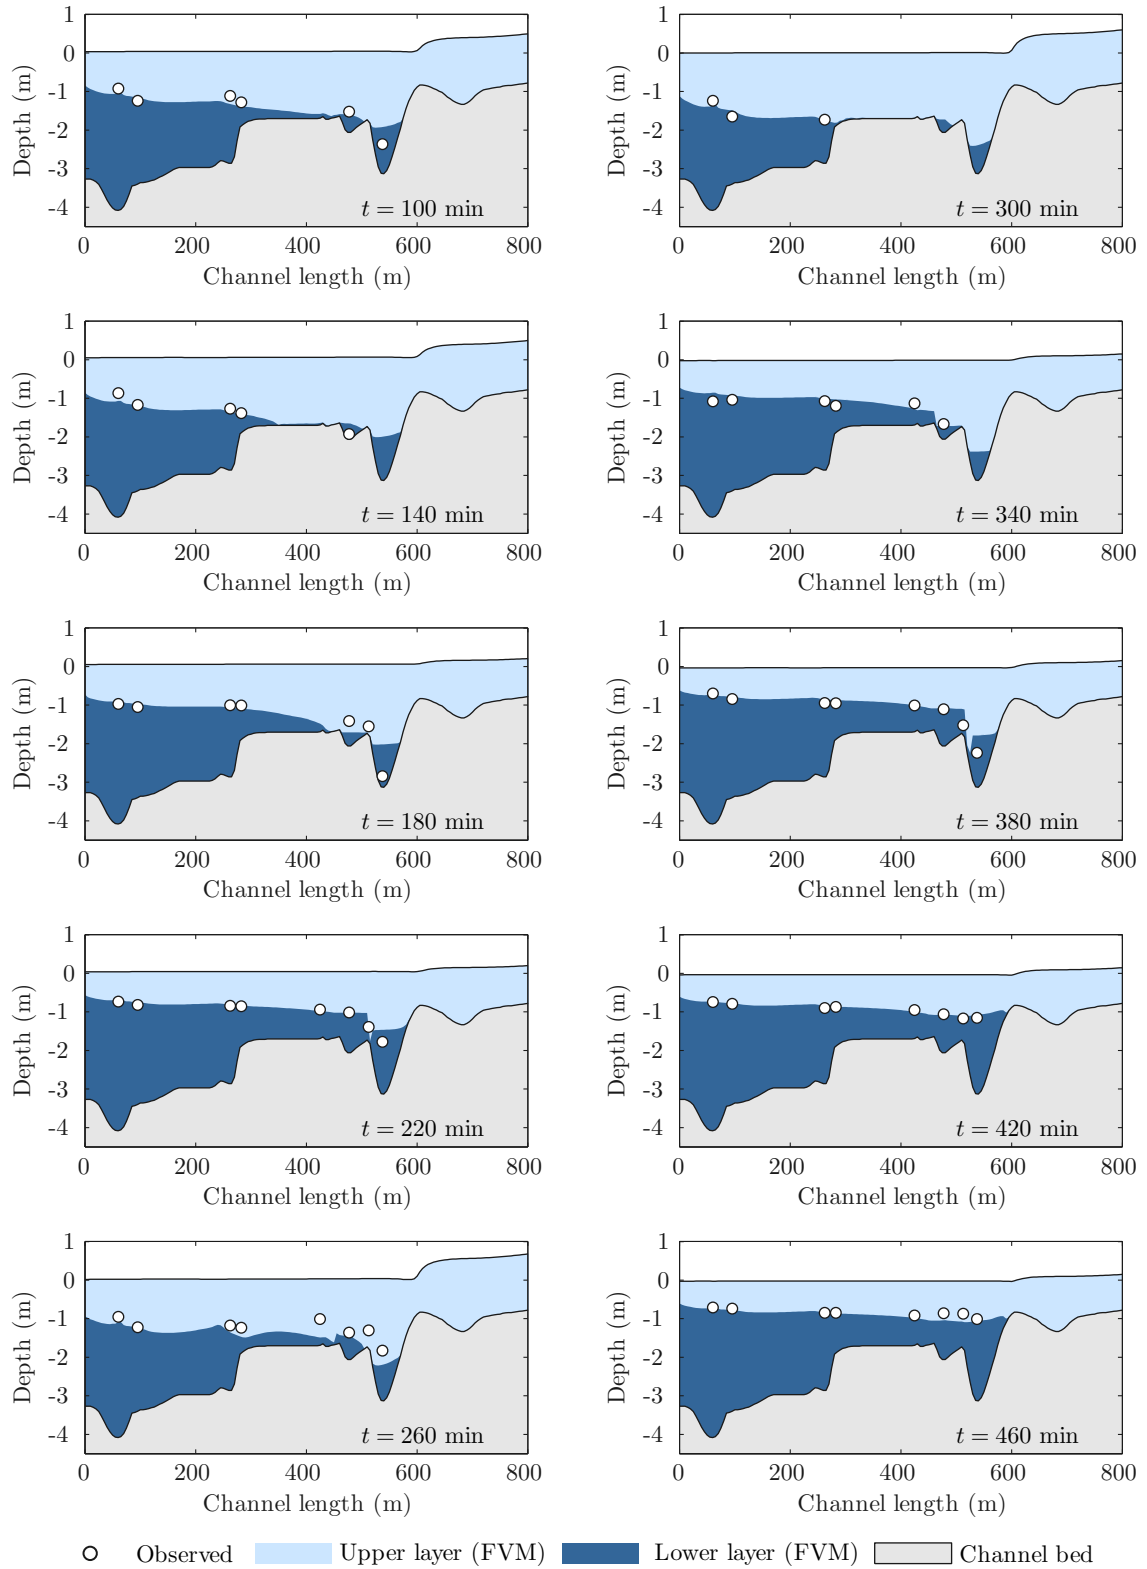 1
0
-1
-2
-3
-4
Depth (m)
t = 100 min
0 200 400 600 800
Channel length (m)
1
0
-1
-2
-3
-4
Depth (m)
t = 300 min
0 200 400 600 800
Channel length (m)
1
0
-1
-2
-3
-4
Depth (m)
t = 140 min
0 200 400 600 800
Channel length (m)
1
0
-1
-2
-3
-4
Depth (m)
t = 340 min
0 200 400 600 800
Channel length (m)
1
0
-1
-2
-3
-4
Depth (m)
t = 180 min
0 200 400 600 800
Channel length (m)
1
0
-1
-2
-3
-4
Depth (m)
t = 380 min
0 200 400 600 800
Channel length (m)
1
0
-1
-2
-3
-4
Depth (m)
t = 220 min
0 200 400 600 800
Channel length (m)
1
0
-1
-2
-3
-4
Depth (m)
t = 420 min
0 200 400 600 800
Channel length (m)
1
0
-1
-2
-3
-4
Depth (m)
t = 260 min
0 200 400 600 800
Channel length (m)
1
0
-1
-2
-3
-4
Depth (m)
t = 460 min
0 200 400 600 800
Channel length (m)
Observed Upper layer (FVM) Lower layer (FVM) Channel bed